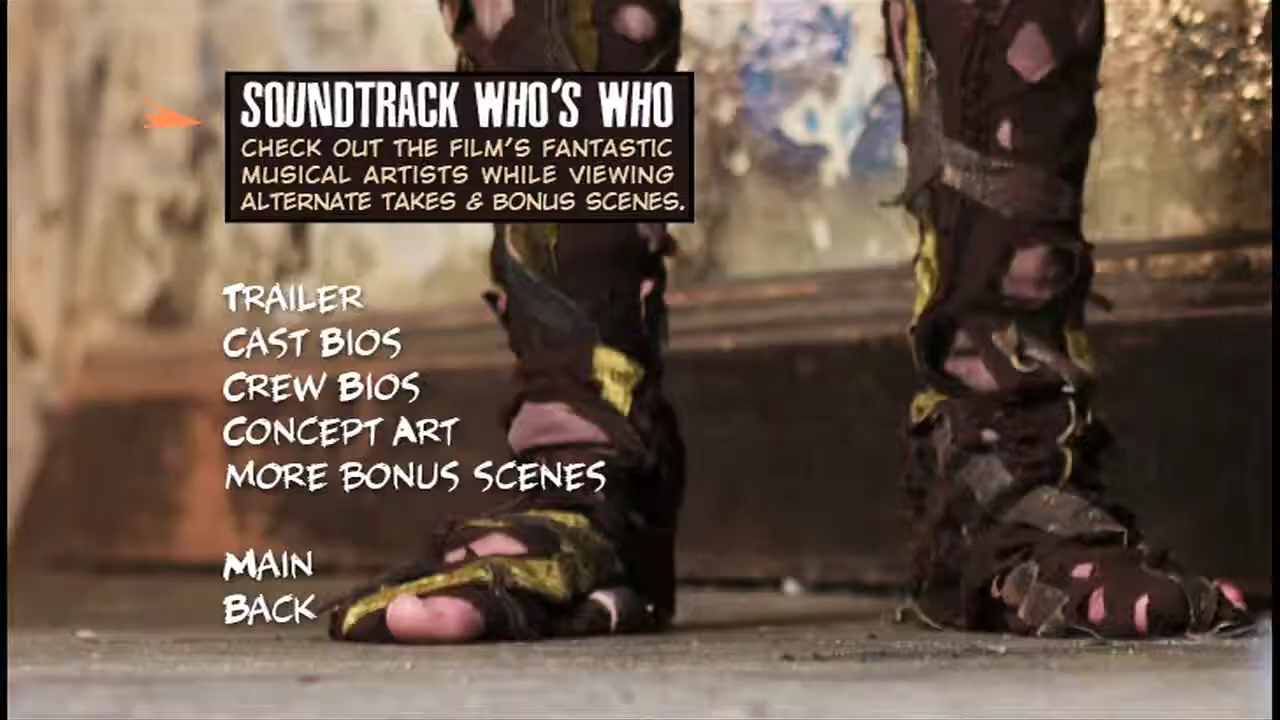 SOUNDTRACK WHO'S WHO
CHECK OUT THE FILM'S FANTASTIC
MUSICAL ARTISTS WHILE VIEWING
ALTERNATE TAKES & BONUS SCENES.
TRAILER
CAST BIOS
CREW BIOS
CONCEPT ART
MORE BONUS SCENES
MAIN
BACK